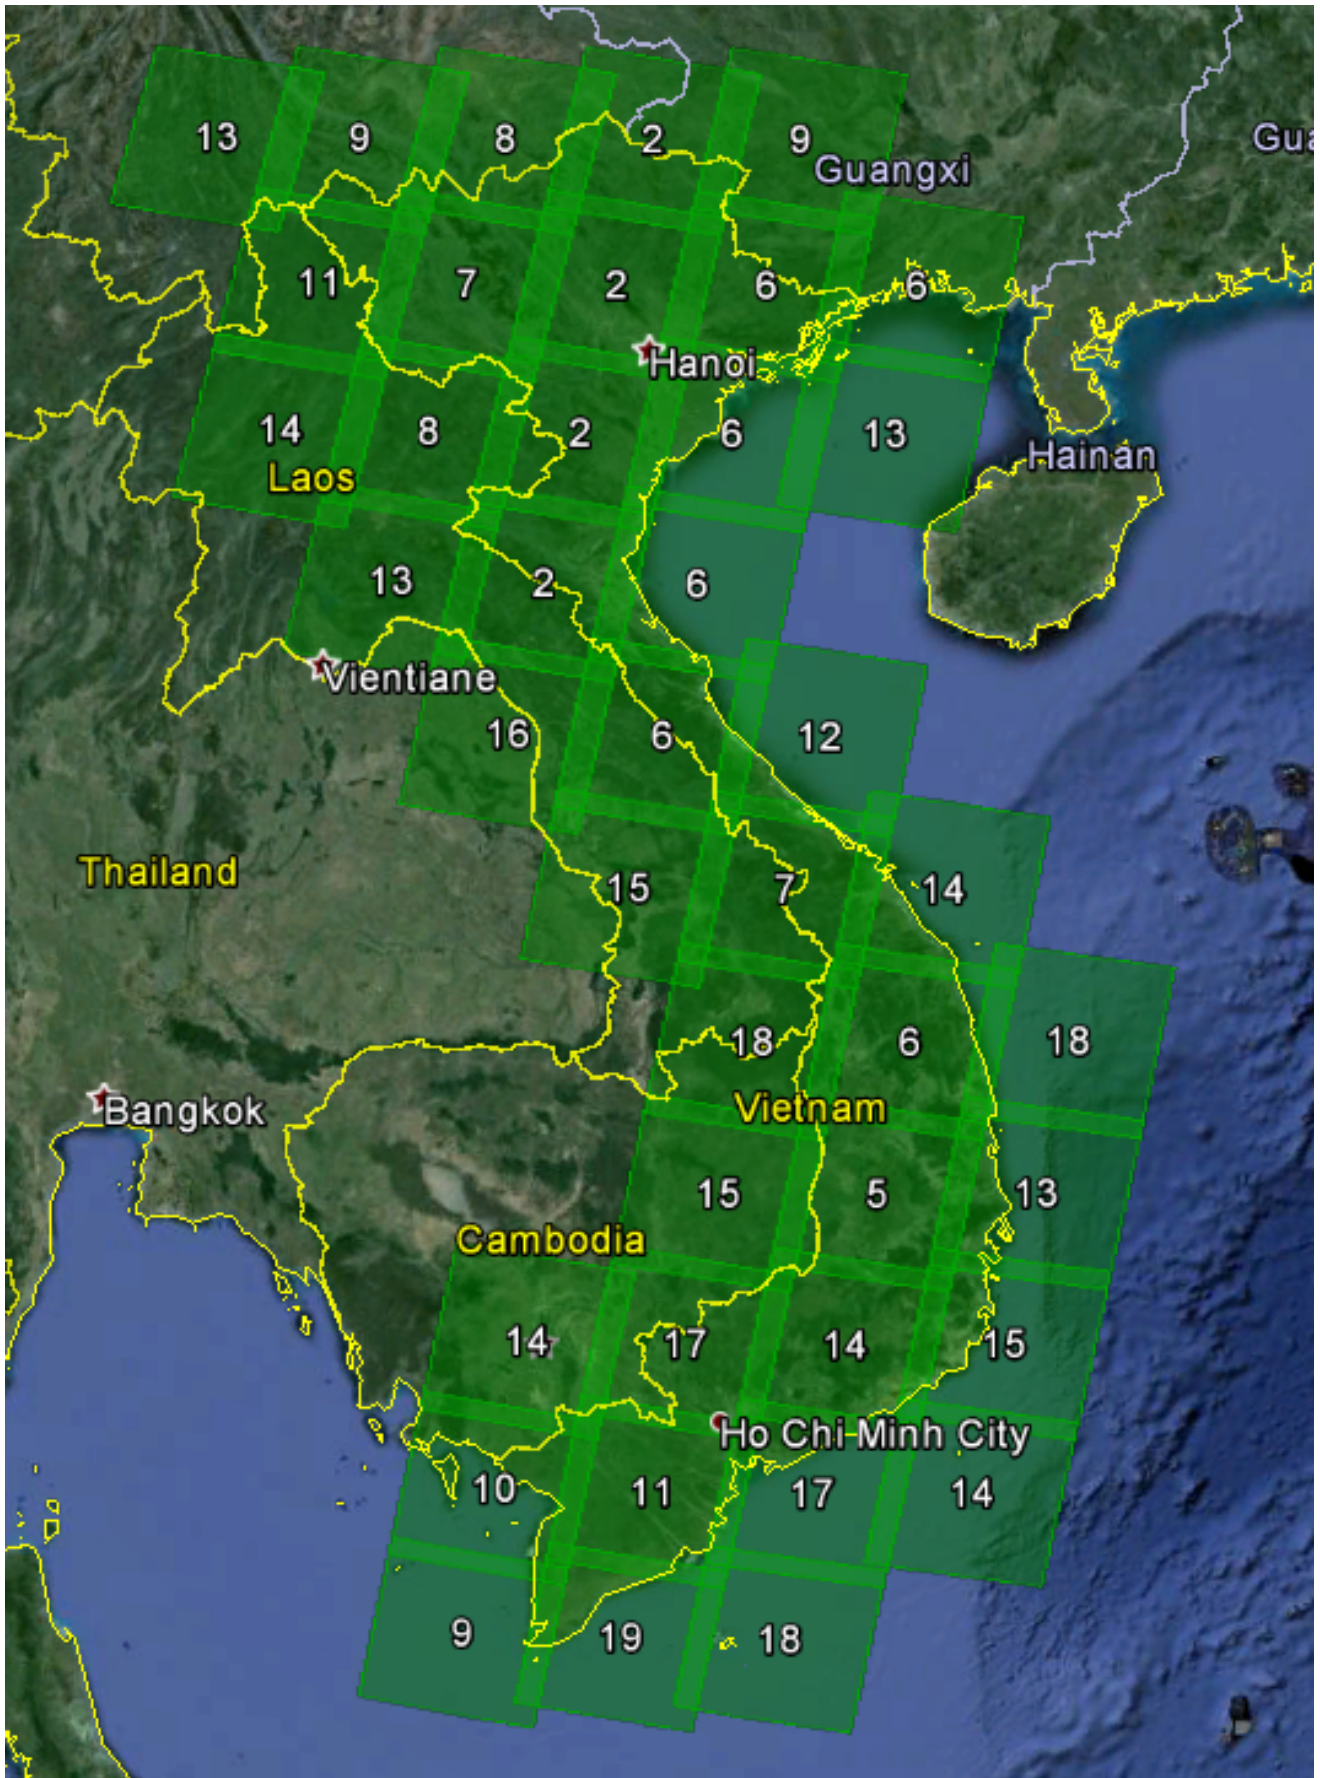 13 9 8 2 9
Guangxi
11 7 2 6 6
Hanoi
14 8 2 6 13
Laos
Hainan
13 2 6
Vientiane
16 6 12
Thailand
15 7 14
18 6 18
Bangkok
Vietnam
15 5 13
Cambodia
14 17 14 15
Ho Chi Minh City
10 11 17 14
9 19 18